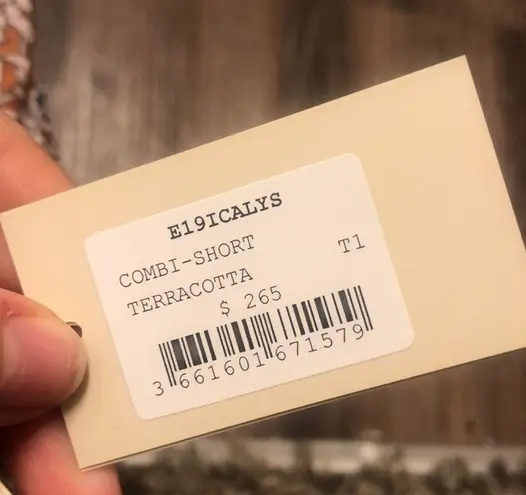 E19ICALYS
COMBI-SHORT T1
TERRACOTTA
$ 265
3 661601 671579